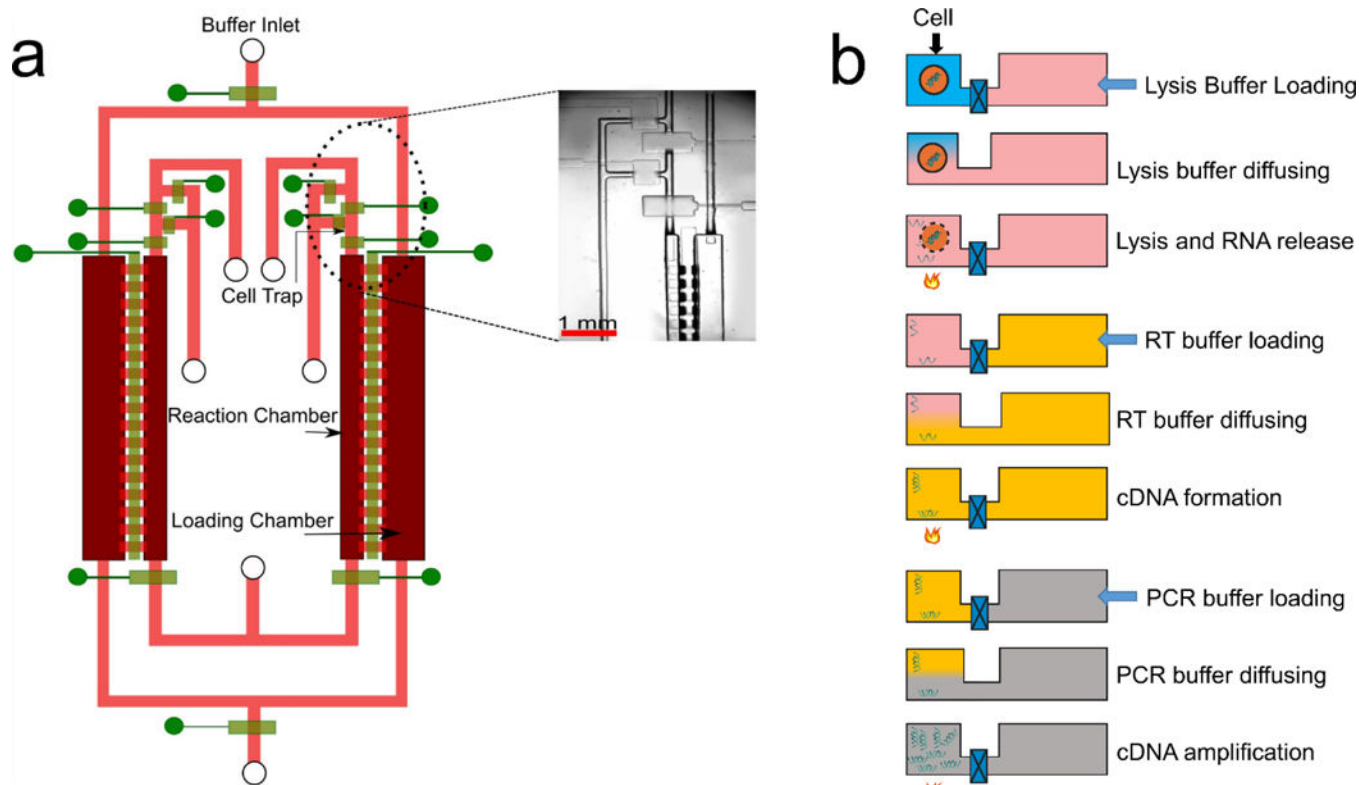 a
Buffer Inlet
Cell Trap
1 mm
Reaction Chamber
Loading Chamber
b
Cell
Lysis Buffer Loading
Lysis buffer diffusing
Lysis and RNA release
RT buffer loading
RT buffer diffusing
cDNA formation
PCR buffer loading
PCR buffer diffusing
cDNA amplification